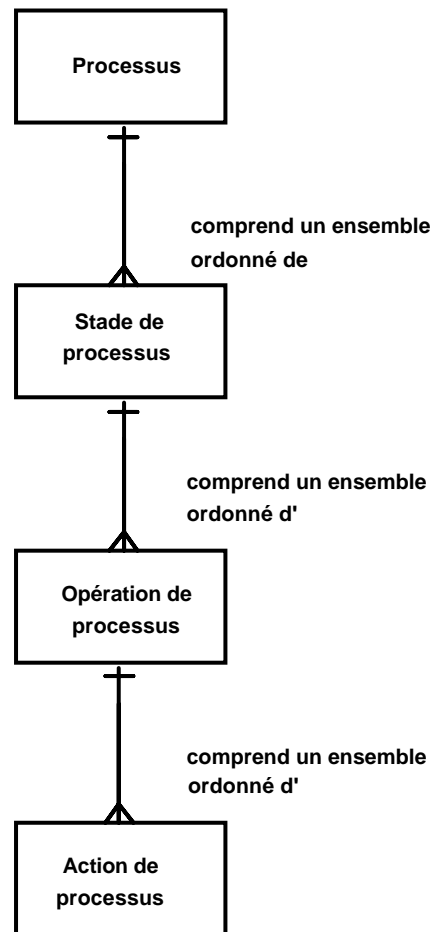 Processus
comprend un ensemble
ordonné de
Stade de
processus
comprend un ensemble
ordonné d'
Opération de
processus
comprend un ensemble
ordonné d'
Action de
processus